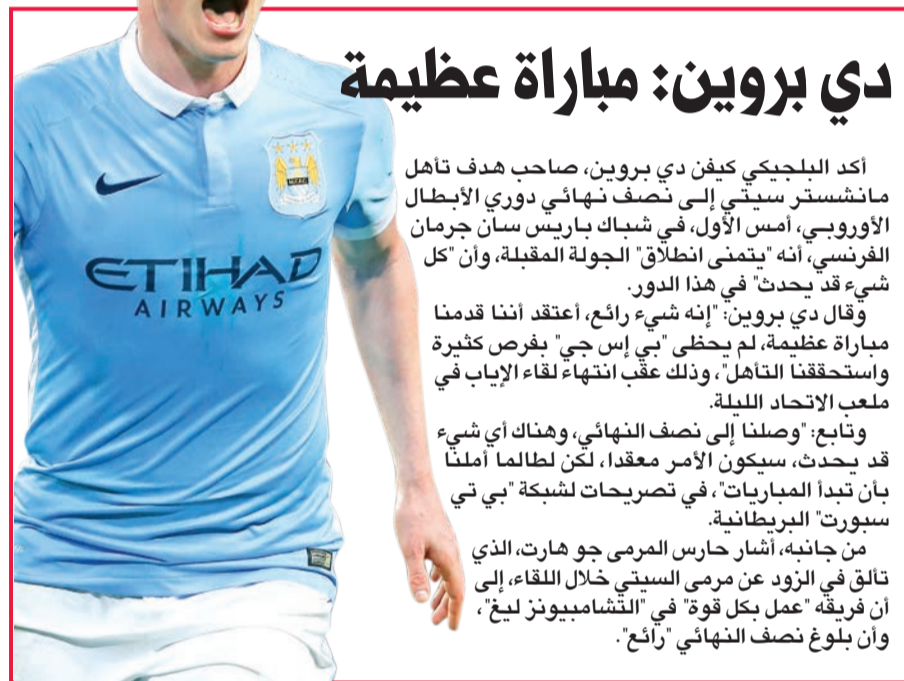 دي بروين: مباراة عظيمة
أكد البلجيكي كيفن دي بروين، صاحب هدف تأهل
مانشستر سيتي إلى نصف نهائي دوري الأبطال
الأوروبي، أمس الأول، في شباك باريس سان جرمان
الفرنسي، أنه "يتمنى انطلاق" الجولة المقبلة، وأن "كل
شيء قد يحدث" في هذا الدور.
وقال دي بروين: "إنه شيء رائع، أعتقد أننا قدمنا
مباراة عظيمة، لم يحظى "بي إس جي" بفرص كثيرة
واستحققنا التأهل"، وذلك عقب انتهاء لقاء الإياب في
ملعب الاتحاد الليلة.
وتابع: "وصلنا إلى نصف النهائي، وهناك أي شيء
قد يحدث، سيكون الأمر معقدا، لكن لطالما أملنا
بأن تبدأ المباريات"، في تصريحات لشبكة "بي تي
سبورت" البريطانية.
من جانبه، أشار حارس المرمى جو هارت، الذي
تألق في الزود عن مرمى السيتي خلال اللقاء، إلى
أن فريقه "عمل بكل قوة" في "التشامبيونز ليغ"،
وأن بلوغ نصف النهائي "رائع".
ETIHAD
AIRWAYS